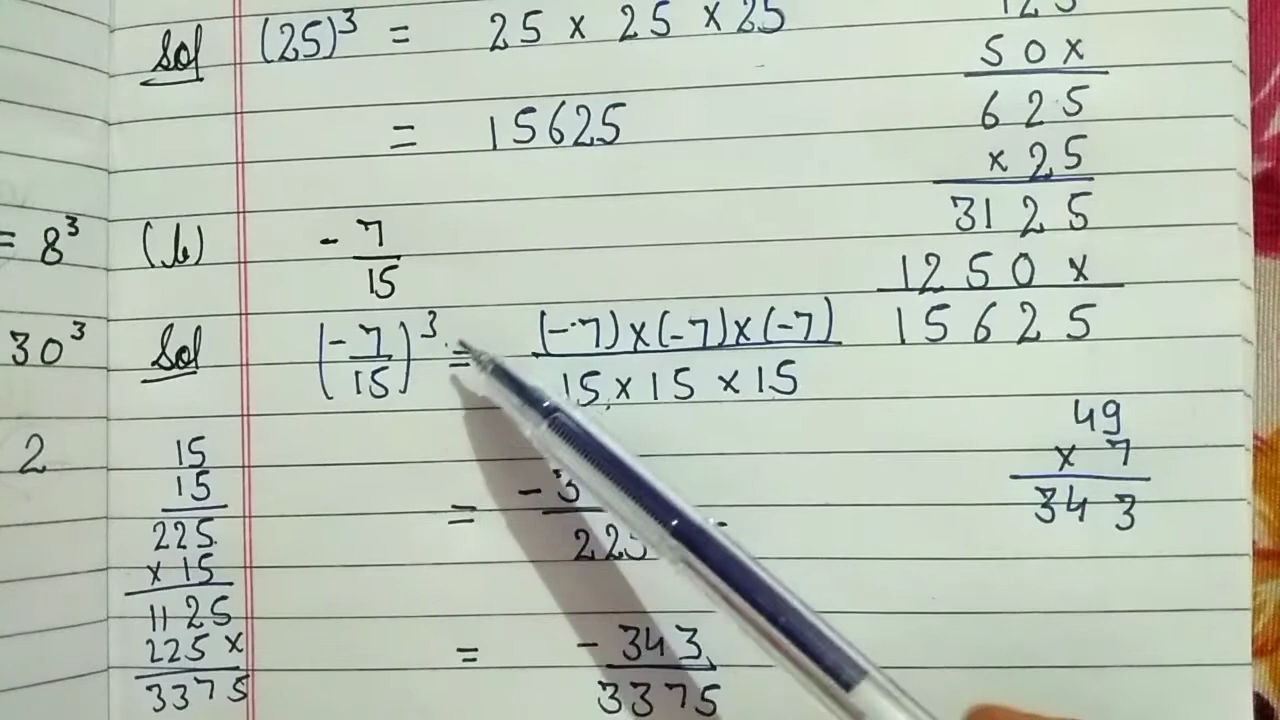 Sol (25)³ = 25 x 25 x 25
= 15625
50x
625
x 25
3125
1250 x
15625
= 8³
(b) - 7/15
30³
Sol (-7/15)³ = (-7)x(-7)x(-7)/15x15x15
2
49
x 7
343
15
15
225
x 15
1125
225 x
3375
= - 343/3375